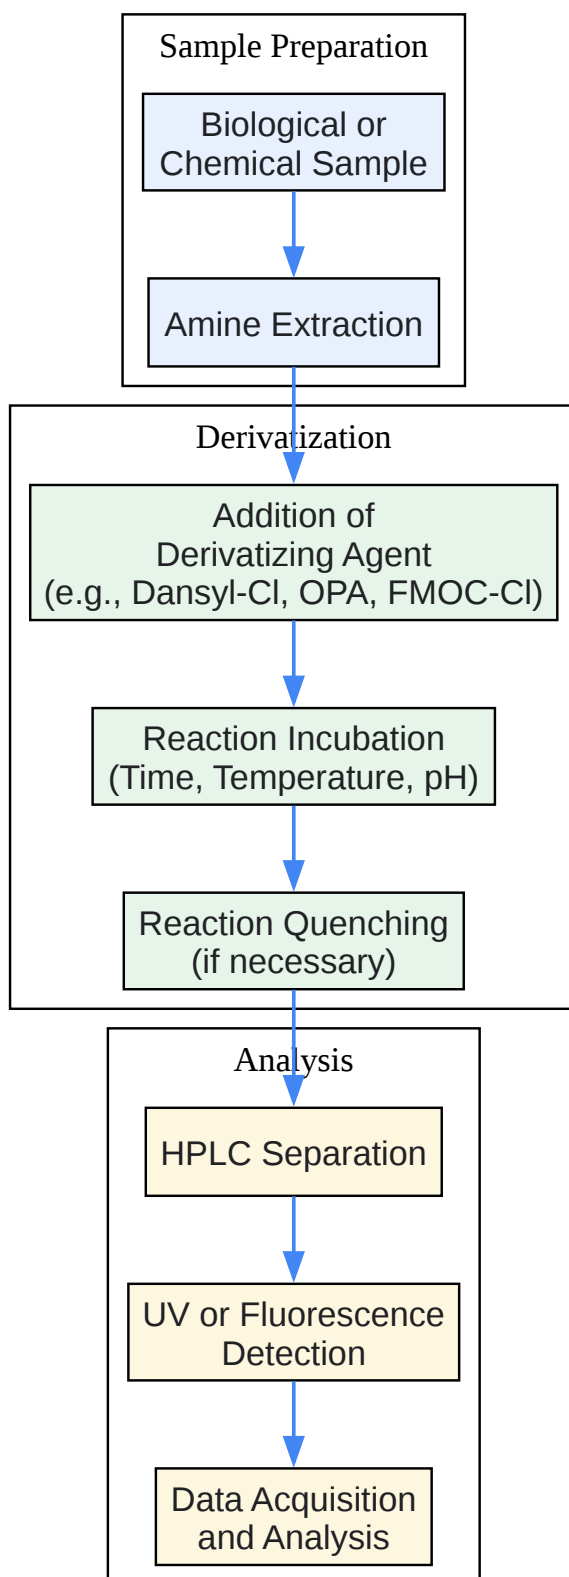 Sample Preparation
Biological or
Chemical Sample
Amine Extraction
Derivatization
Addition of
Derivatizing Agent
(e.g., Dansyl-Cl, OPA, FMOC-Cl)
Reaction Incubation
(Time, Temperature, pH)
Reaction Quenching
(if necessary)
Analysis
HPLC Separation
UV or Fluorescence
Detection
Data Acquisition
and Analysis